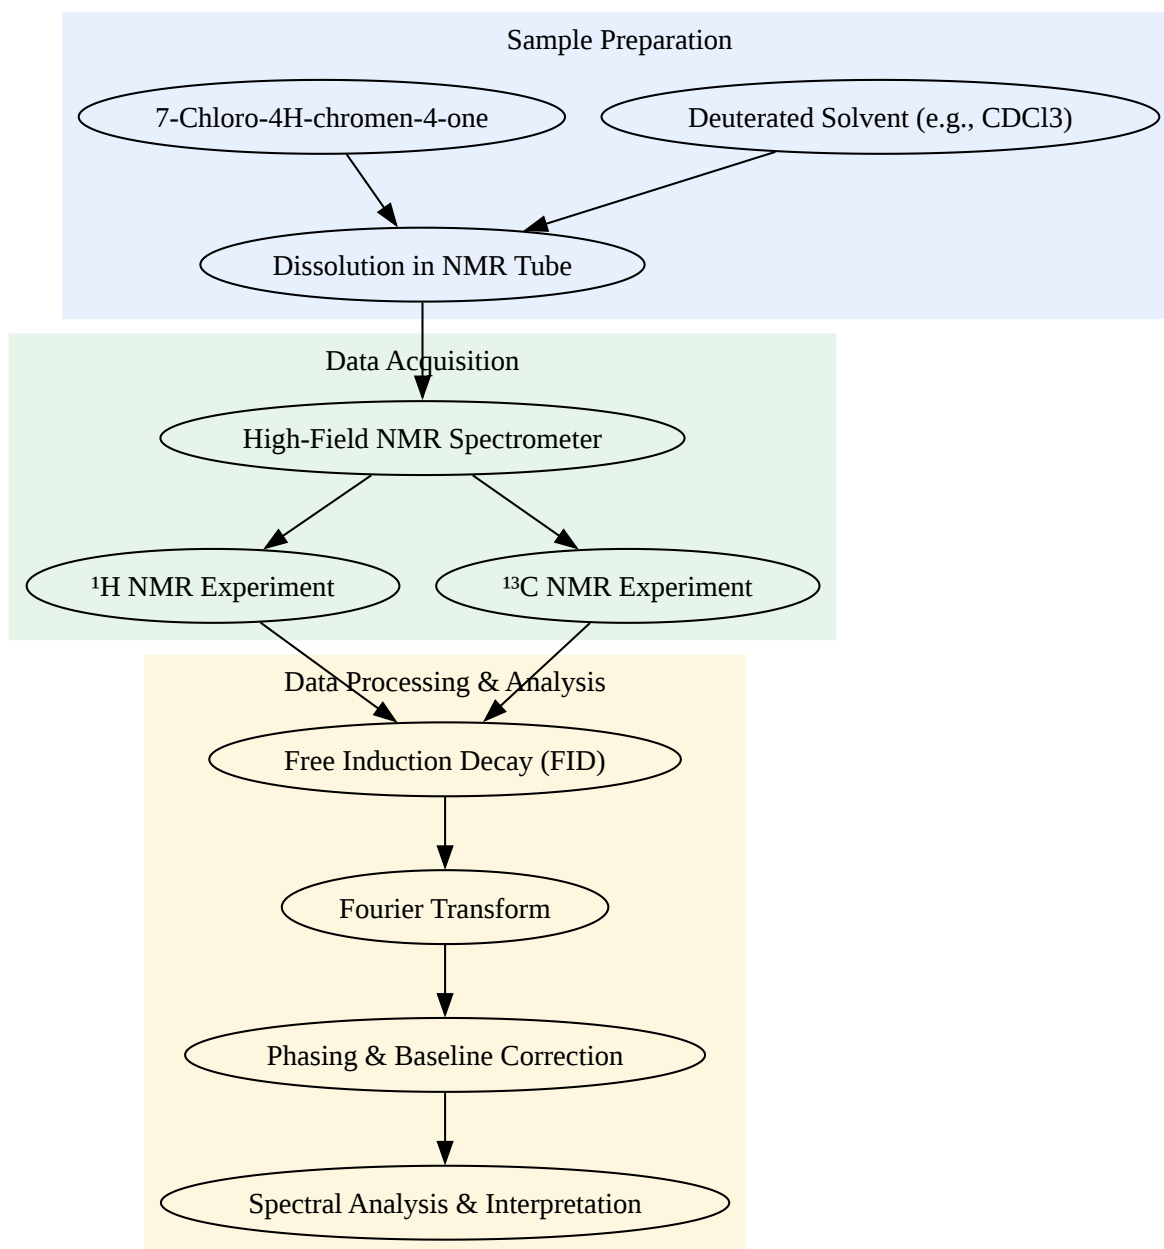 Sample Preparation
7-Chloro-4H-chromen-4-one
Deuterated Solvent (e.g., CDCl3)
Dissolution in NMR Tube
Data Acquisition
High-Field NMR Spectrometer
¹H NMR Experiment
¹³C NMR Experiment
Data Processing & Analysis
Free Induction Decay (FID)
Fourier Transform
Phasing & Baseline Correction
Spectral Analysis & Interpretation